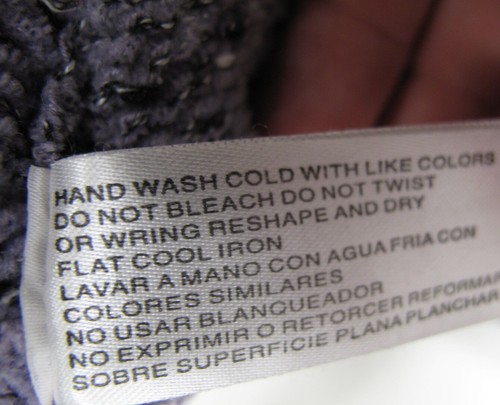 HAND WASH COLD WITH LIKE COLORS
DO NOT BLEACH DO NOT TWIST
OR WRING RESHAPE AND DRY
FLAT COOL IRON
LAVAR A MANO CON AGUA FRIA CON
COLORES SIMILARES
NO USAR BLANQUEADOR
NO EXPRIMIR O RETORCER REFORMAR
SOBRE SUPERFICIE PLANA PLANCHAR